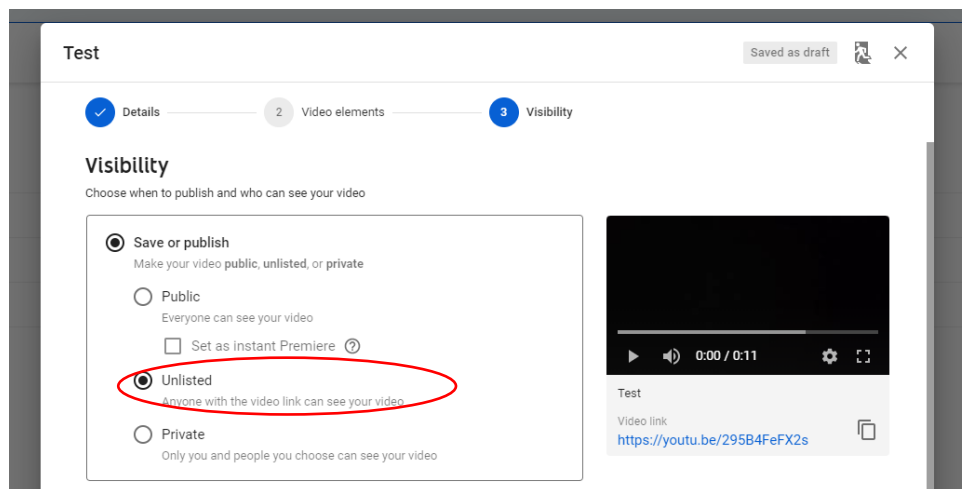 Test
Saved as draft
Details
2
Video elements
3
Visibility
Visibility
Choose when to publish and who can see your video
Save or publish
Make your video public, unlisted, or private
Public
Everyone can see your video
Set as instant Premiere ?
Unlisted
Anyone with the video link can see your video
Private
Only you and people you choose can see your video
0:00 / 0:11
Test
Video link
https://youtu.be/295B4FeFX2s